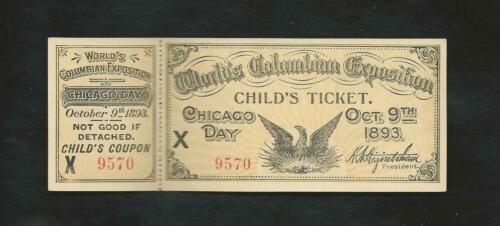 WORLD'S
COLUMBIAN EXPOSITION
CHICAGO DAY
October 9th 1893.
NOT GOOD IF
DETACHED.
CHILD'S COUPON
X 9570
World's Columbian Exposition
CHILD'S TICKET.
CHICAGO DAY
OCT. 9TH 1893.
X
9570
H. N. Higinbotham
President.